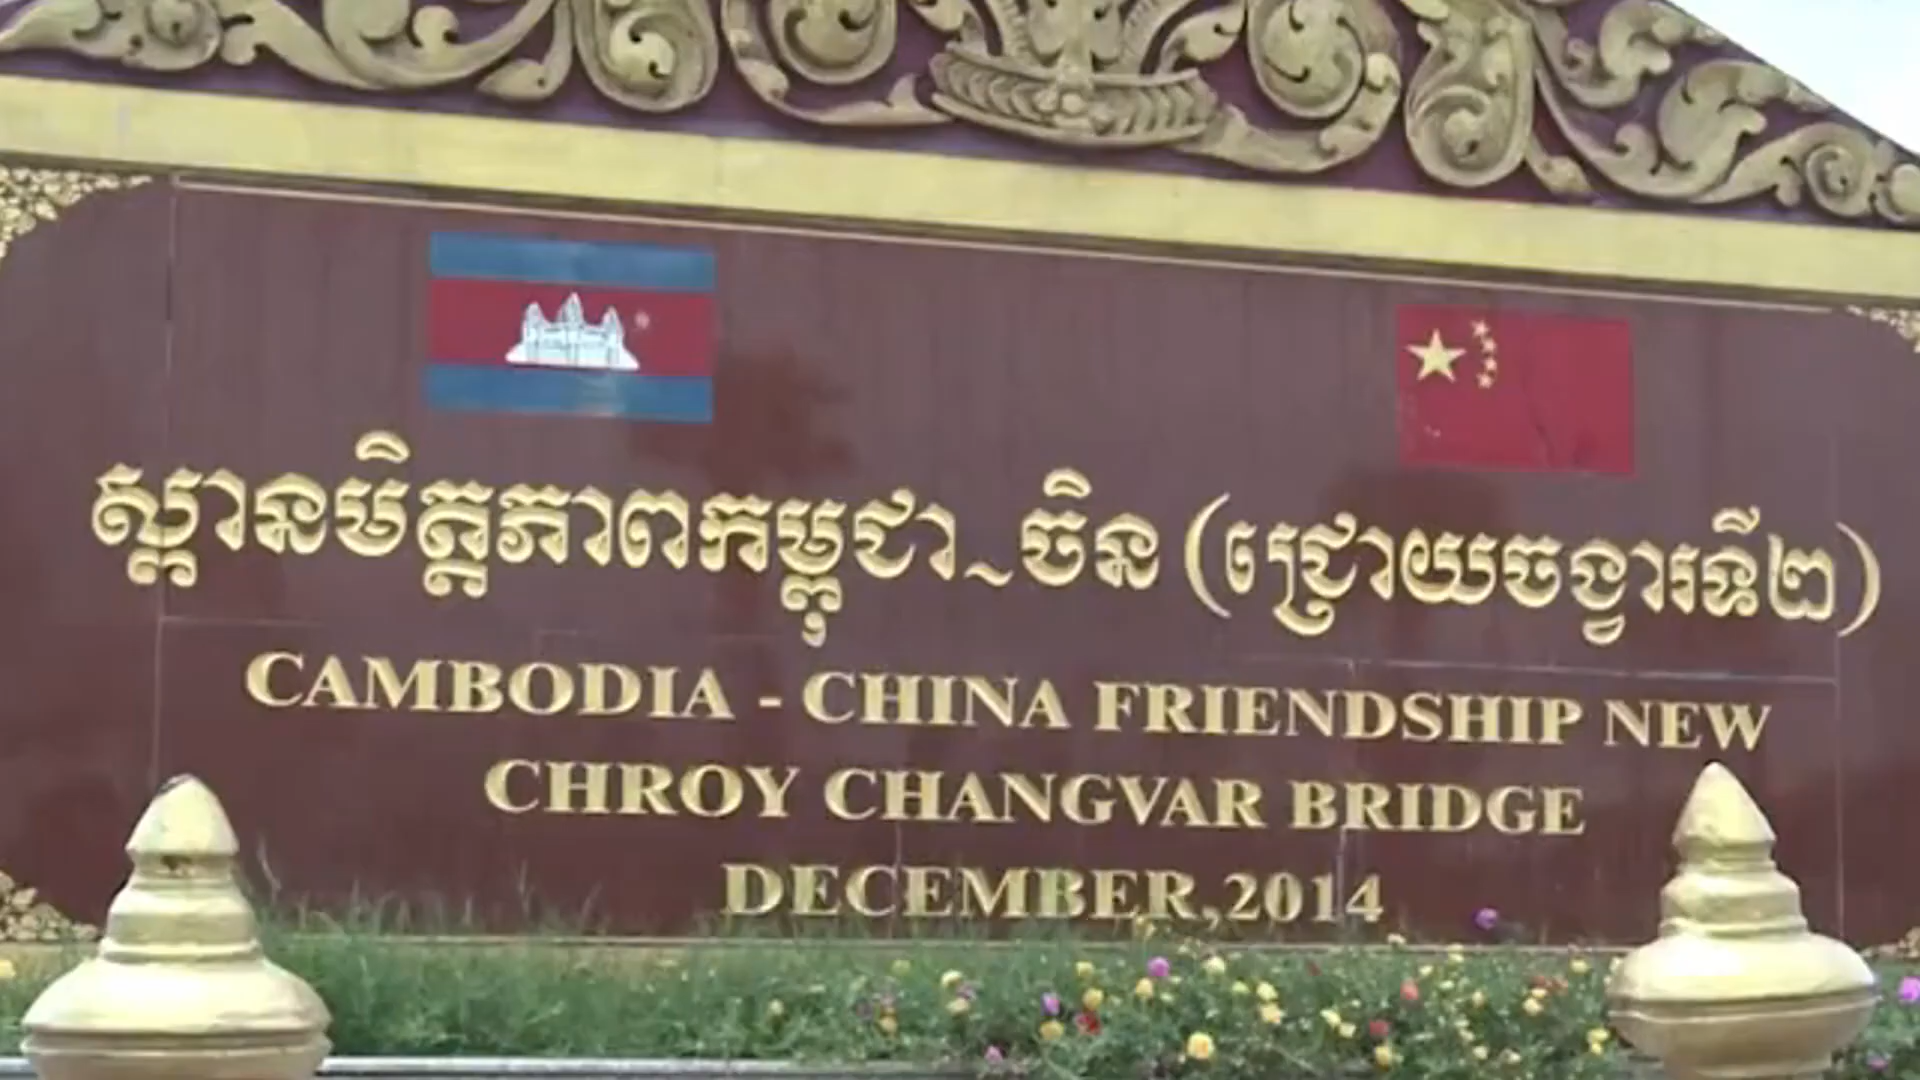 ស្ពានមិត្តភាពកម្ពុជា~ចិន (ជ្រោយចង្វារទី២)
CAMBODIA - CHINA FRIENDSHIP NEW
CHROY CHANGVAR BRIDGE
DECEMBER,2014